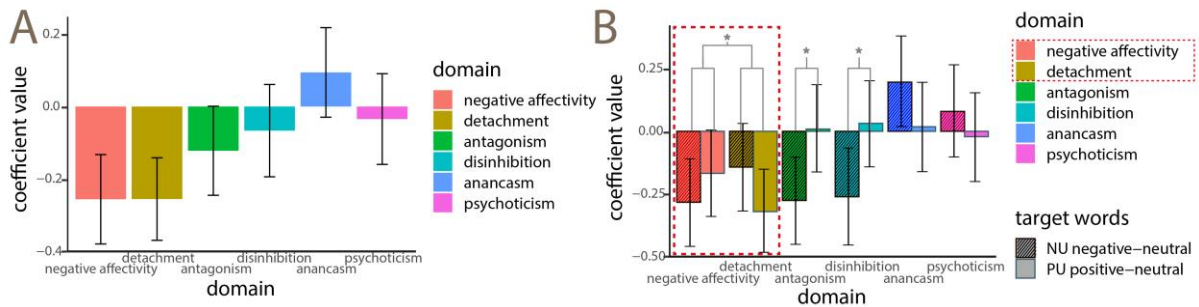 A
coefficient value
0.2
0.0
−0.2
−0.4
negative affectivity
detachment
antagonism
disinhibition
anancasm
psychoticism
domain
domain
negative affectivity
detachment
antagonism
disinhibition
anancasm
psychoticism
B
coefficient value
0.25
0.00
−0.25
−0.50
*
*
*
negative affectivity
detachment
antagonism
disinhibition
anancasm
psychoticism
domain
domain
negative affectivity
detachment
antagonism
disinhibition
anancasm
psychoticism
target words
NU negative−neutral
PU positive−neutral